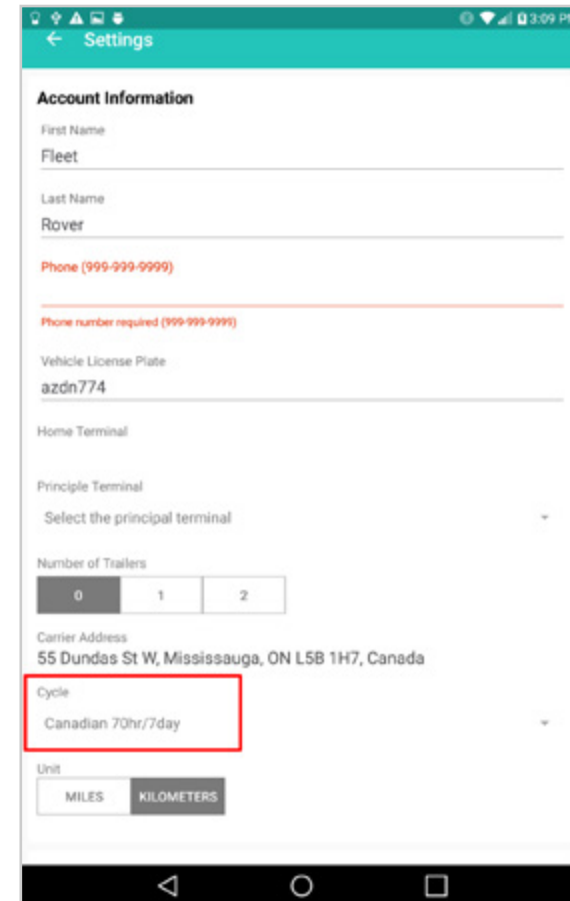 3:09 PM
Settings
Account Information
First Name
Fleet
Last Name
Rover
Phone (999-999-9999)
Phone number required (999-999-9999)
Vehicle License Plate
azdn774
Home Terminal
Principle Terminal
Select the principal terminal
Number of Trailers
0 1 2
Carrier Address
55 Dundas St W, Mississauga, ON L5B 1H7, Canada
Cycle
Canadian 70hr/7day
Unit
MILES KILOMETERS